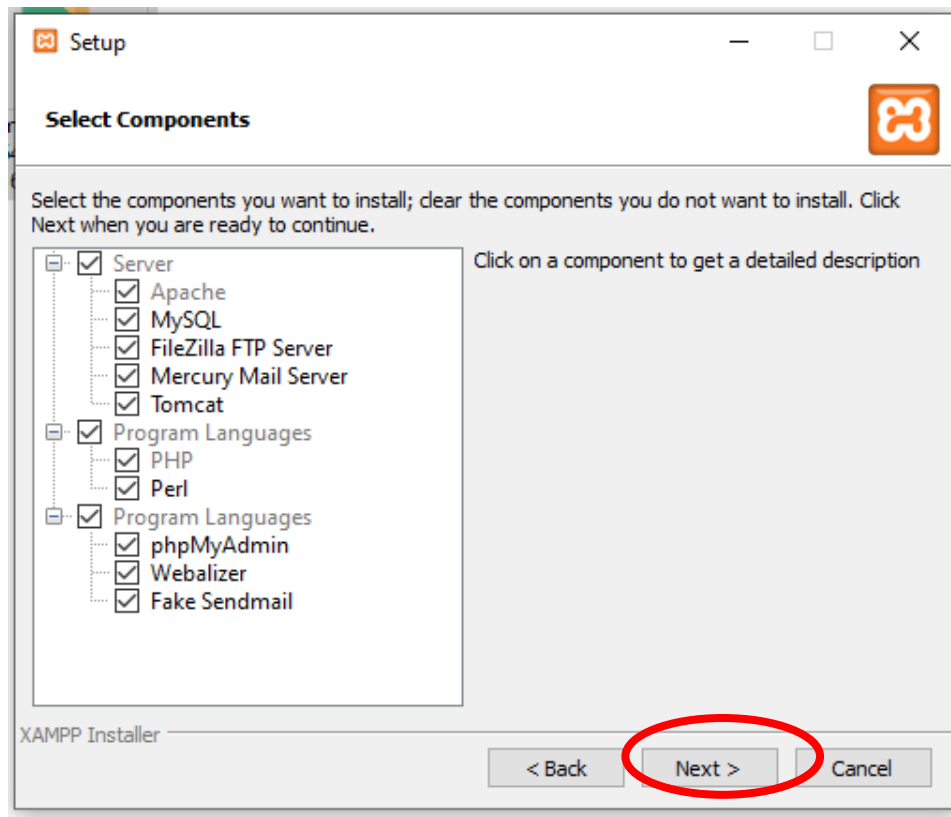 Setup
Select Components
Select the components you want to install; clear the components you do not want to install. Click
Next when you are ready to continue.
Server
Apache
MySQL
FileZilla FTP Server
Mercury Mail Server
Tomcat
Program Languages
PHP
Perl
Program Languages
phpMyAdmin
Webalizer
Fake Sendmail
Click on a component to get a detailed description
XAMPP Installer
< Back
Next >
Cancel